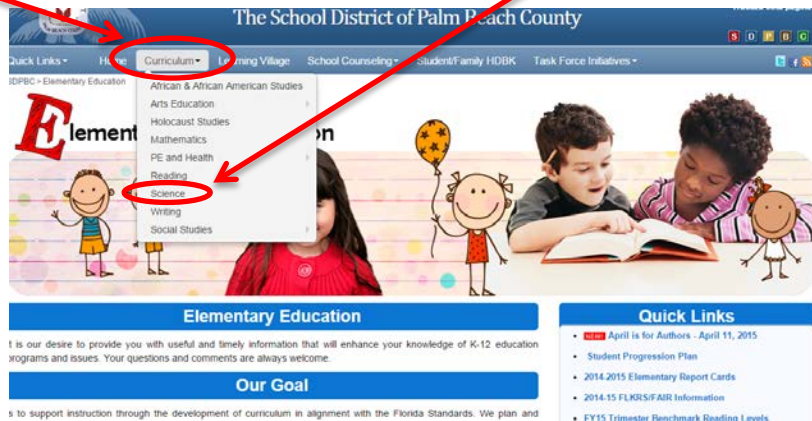 The School District of Palm Beach County
S D P B C
Quick Links Home Curriculum Learning Village School Counseling Student/Family HDBK Task Force Initiatives
SDPBC > Elementary Education
African & African American Studies
Arts Education
Holocaust Studies
Mathematics
PE and Health
Reading
Science
Writing
Social Studies
Element on
Elementary Education
t is our desire to provide you with useful and timely information that will enhance your knowledge of K-12 education
programs and issues. Your questions and comments are always welcome.
Our Goal
s to support instruction through the development of curriculum in alignment with the Florida Standards. We plan and
Quick Links
NEW! April is for Authors - April 11, 2015
Student Progression Plan
2014-2015 Elementary Report Cards
2014-15 FLKRS/FAIR Information
FY15 Trimester Benchmark Reading Levels